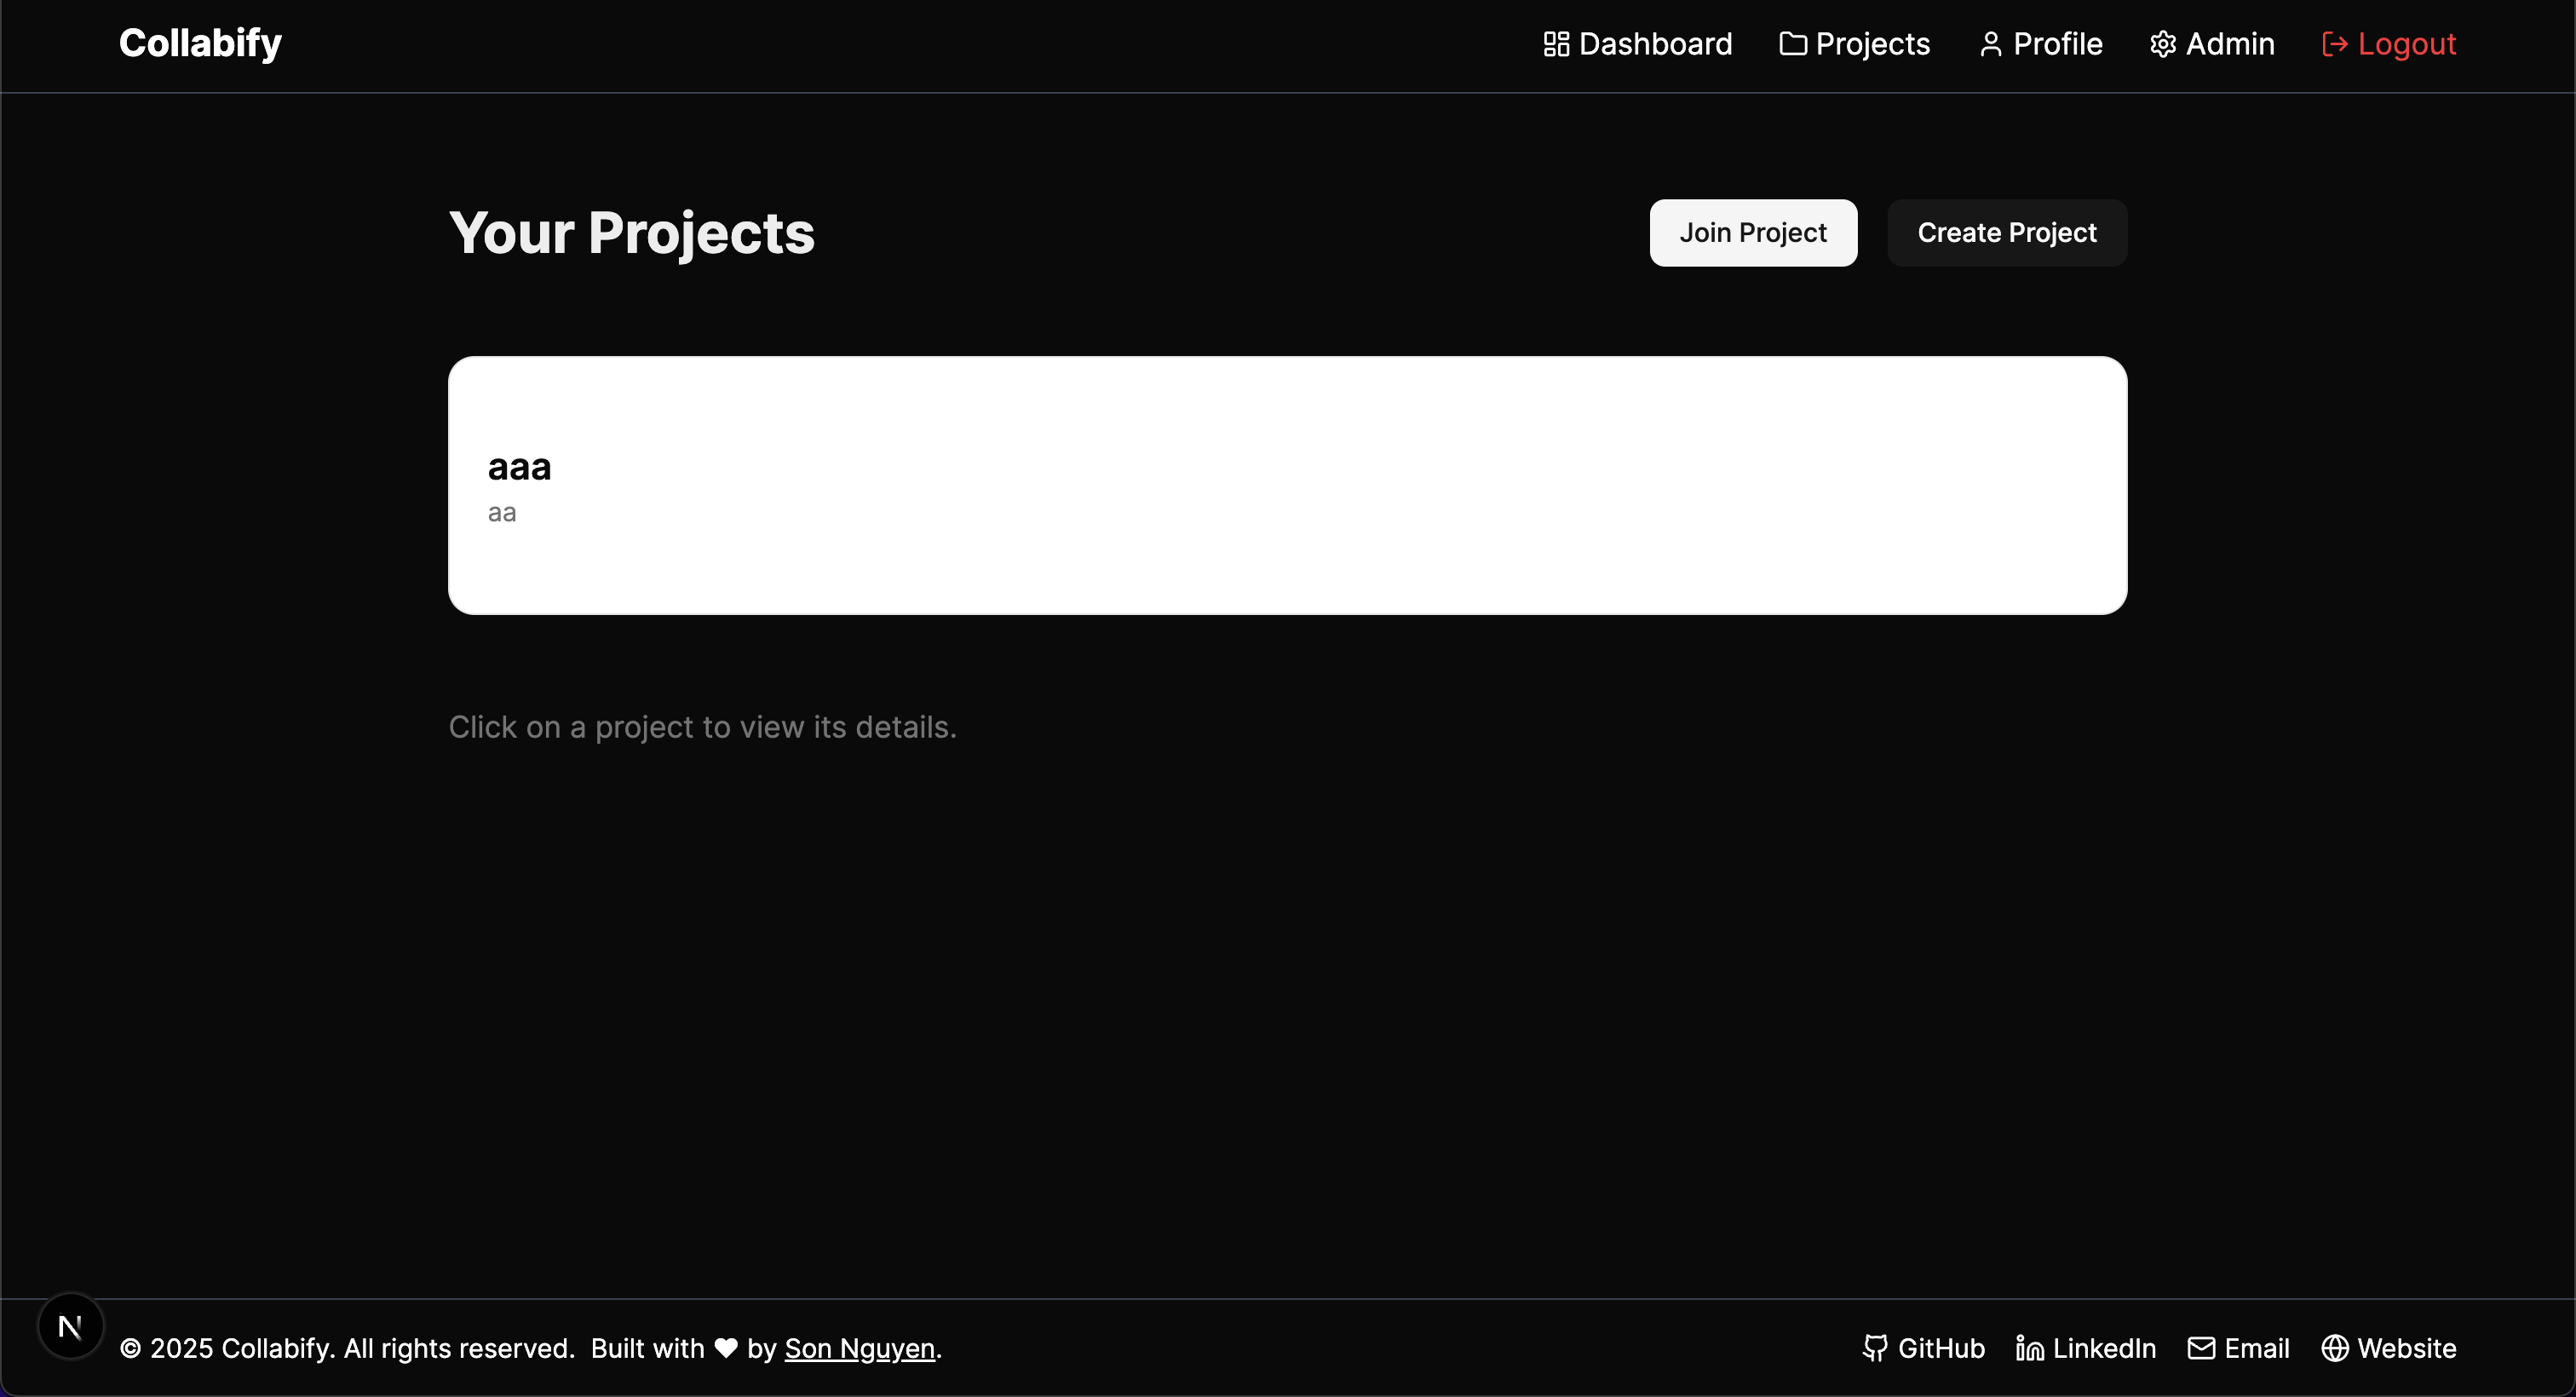 Collabify
Dashboard Projects Profile Admin Logout
Your Projects
Join Project Create Project
aaa
aa
Click on a project to view its details.
N
© 2025 Collabify. All rights reserved. Built with ♥ by Son Nguyen.
GitHub LinkedIn Email Website